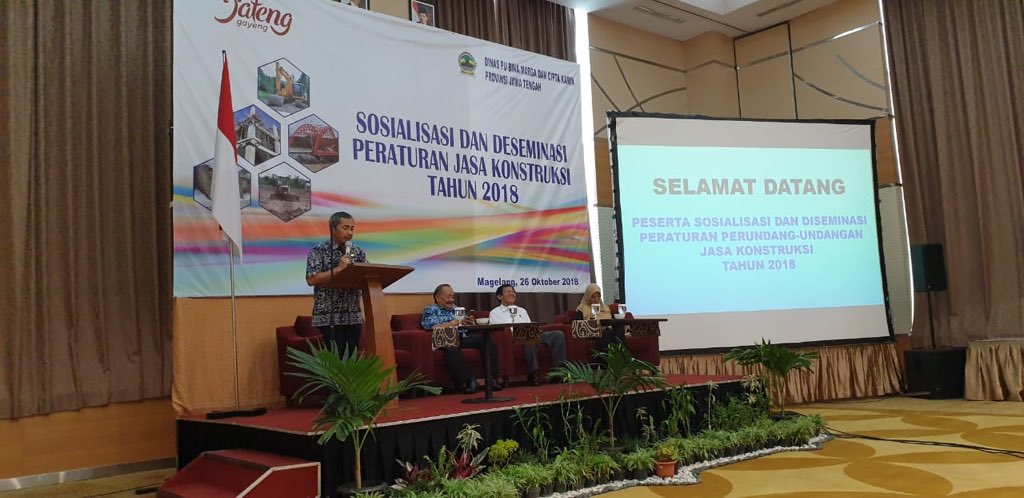 Jateng
gayeng
DINAS PU BINA MARGA DAN CIPTA KARYA
PROVINSI JAWA TENGAH
SOSIALISASI DAN DESEMINASI
PERATURAN JASA KONSTRUKSI
TAHUN 2018
Magelang, 26 Oktober 2018
SELAMAT DATANG
PESERTA SOSIALISASI DAN DISEMINASI
PERATURAN PERUNDANG-UNDANGAN
JASA KONSTRUKSI
TAHUN 2018